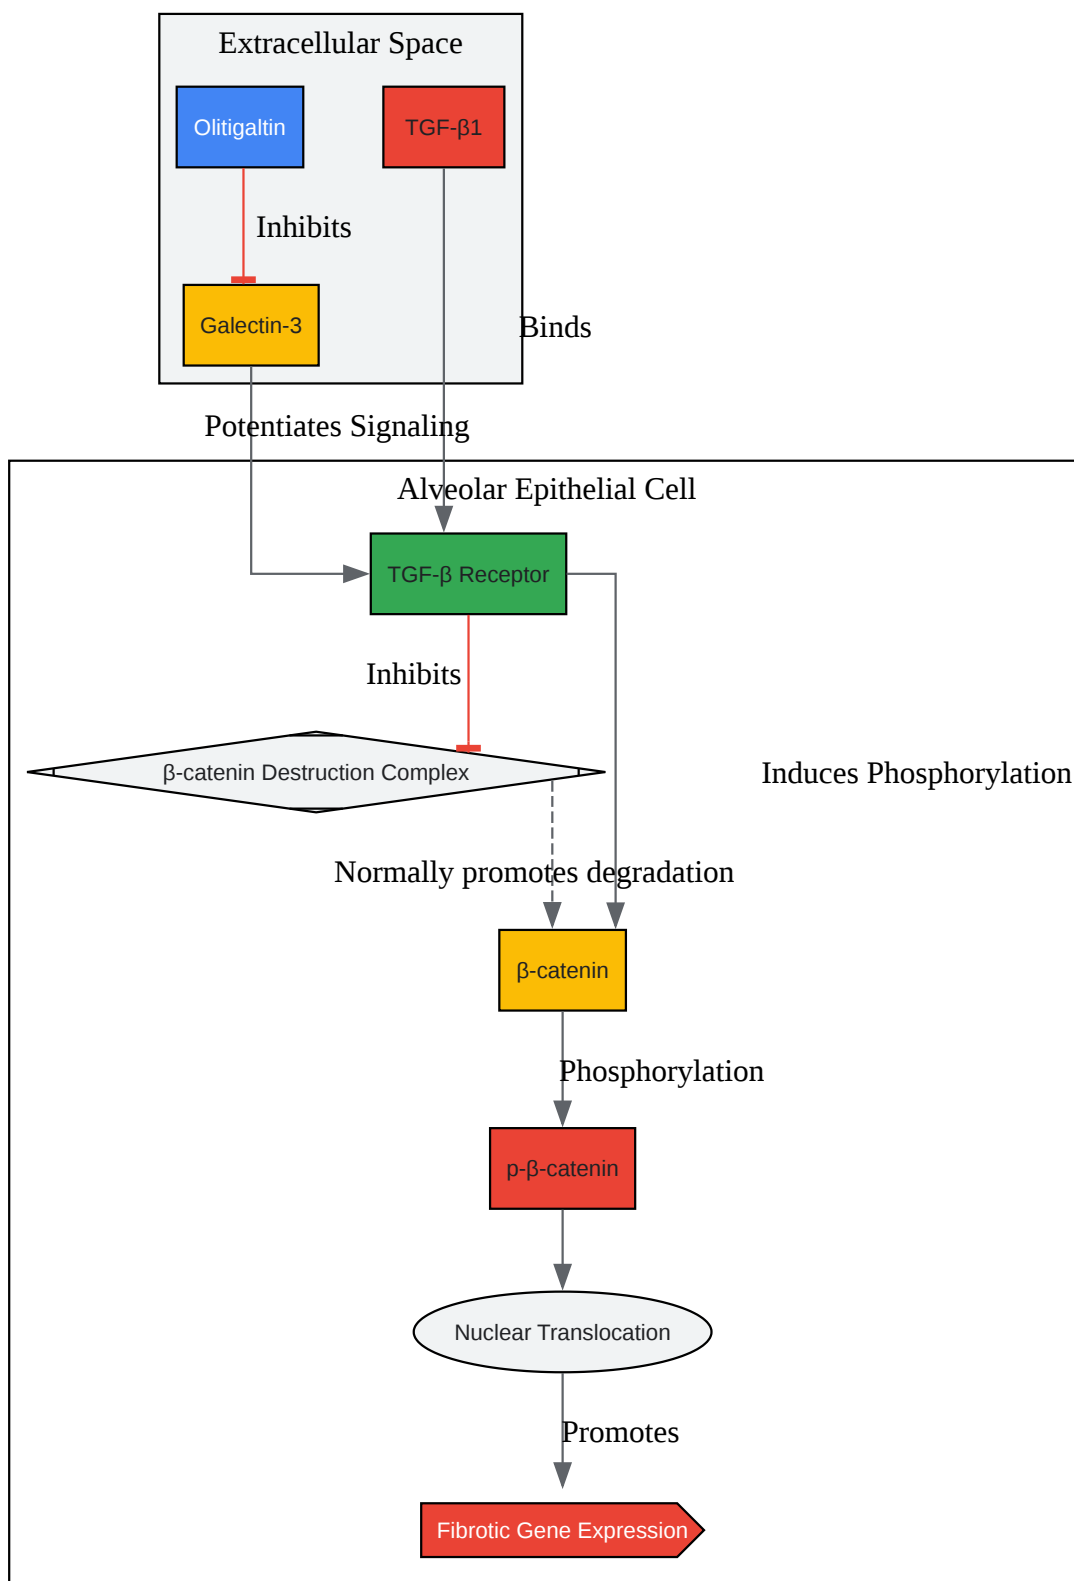 Extracellular Space
Olitigaltin
TGF-β1
Inhibits
Galectin-3
Binds
Potentiates Signaling
Alveolar Epithelial Cell
TGF-β Receptor
Inhibits
β-catenin Destruction Complex
Induces Phosphorylation
Normally promotes degradation
β-catenin
Phosphorylation
p-β-catenin
Nuclear Translocation
Promotes
Fibrotic Gene Expression